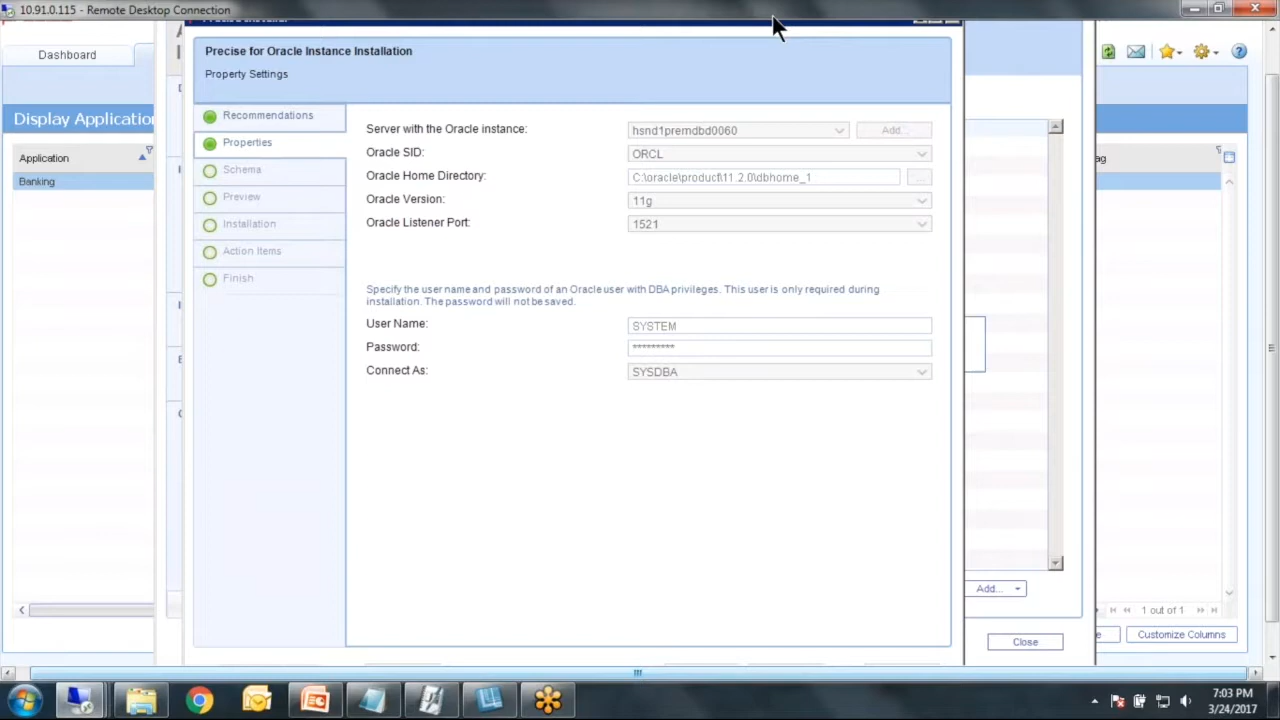 10.91.0.115 - Remote Desktop Connection
Dashboard
Display Applicatio
Application
Banking
Precise for Oracle Instance Installation
Property Settings
Recommendations
Properties
Schema
Preview
Installation
Action Items
Finish
Server with the Oracle instance: hsnd1premdbd0060 Add...
Oracle SID: ORCL
Oracle Home Directory: C:\oracle\product\11.2.0\dbhome_1 ...
Oracle Version: 11g
Oracle Listener Port: 1521
Specify the user name and password of an Oracle user with DBA privileges. This user is only required during
installation. The password will not be saved.
User Name: SYSTEM
Password: *********
Connect As: SYSDBA
Add...
Close
1 out of 1
Customize Columns
7:03 PM
3/24/2017